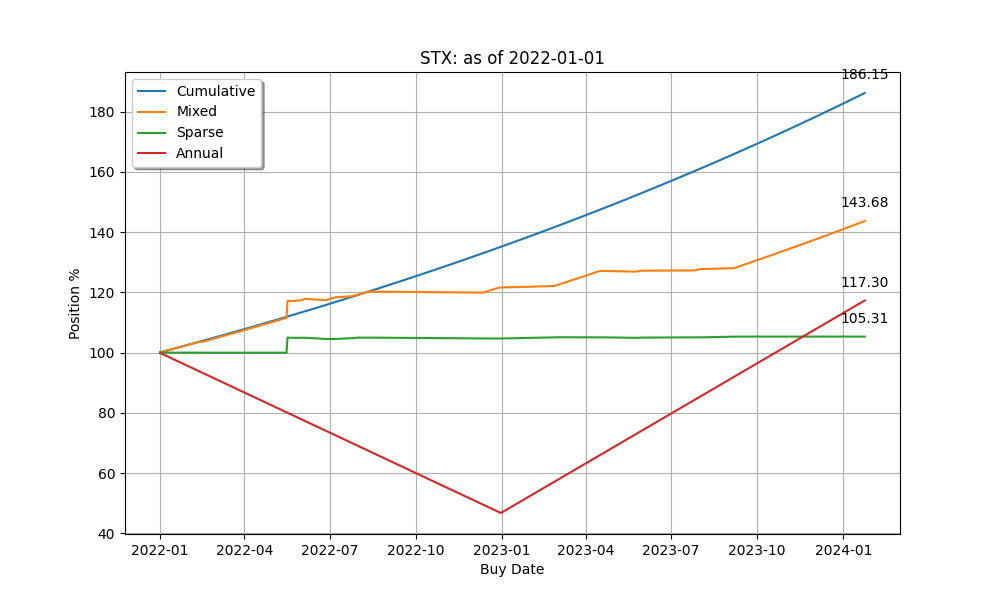 STX: as of 2022-01-01
Cumulative
Mixed
Sparse
Annual
186.15
143.68
117.30
105.31
Position %
180
160
140
120
100
80
60
40
2022-01 2022-04 2022-07 2022-10 2023-01 2023-04 2023-07 2023-10 2024-01
Buy Date